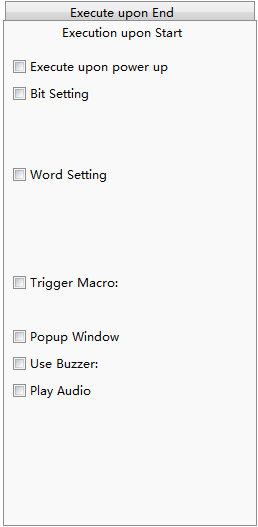 Execute upon End
Execution upon Start
Execute upon power up
Bit Setting
Word Setting
Trigger Macro:
Popup Window
Use Buzzer:
Play Audio